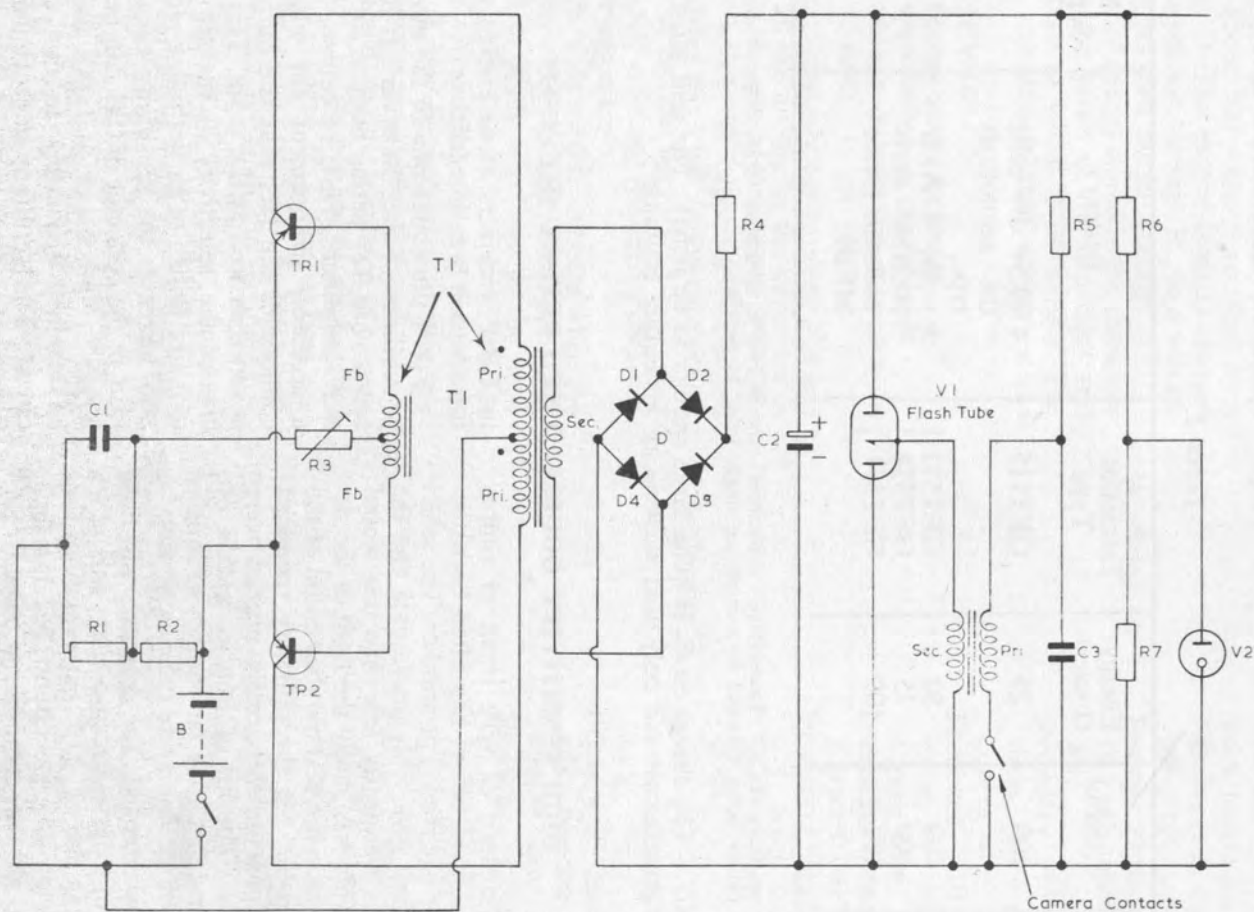 R4
R5
R6
TR1
T1
Fb
Pri.
T1
C1
R3
Fb
Pri.
Sec.
D1
D2
D
D4
D3
C2
+
–
V1
Flash Tube
R1
R2
TP2
B
Sec
Pri
C3
R7
V2
Camera Contacts